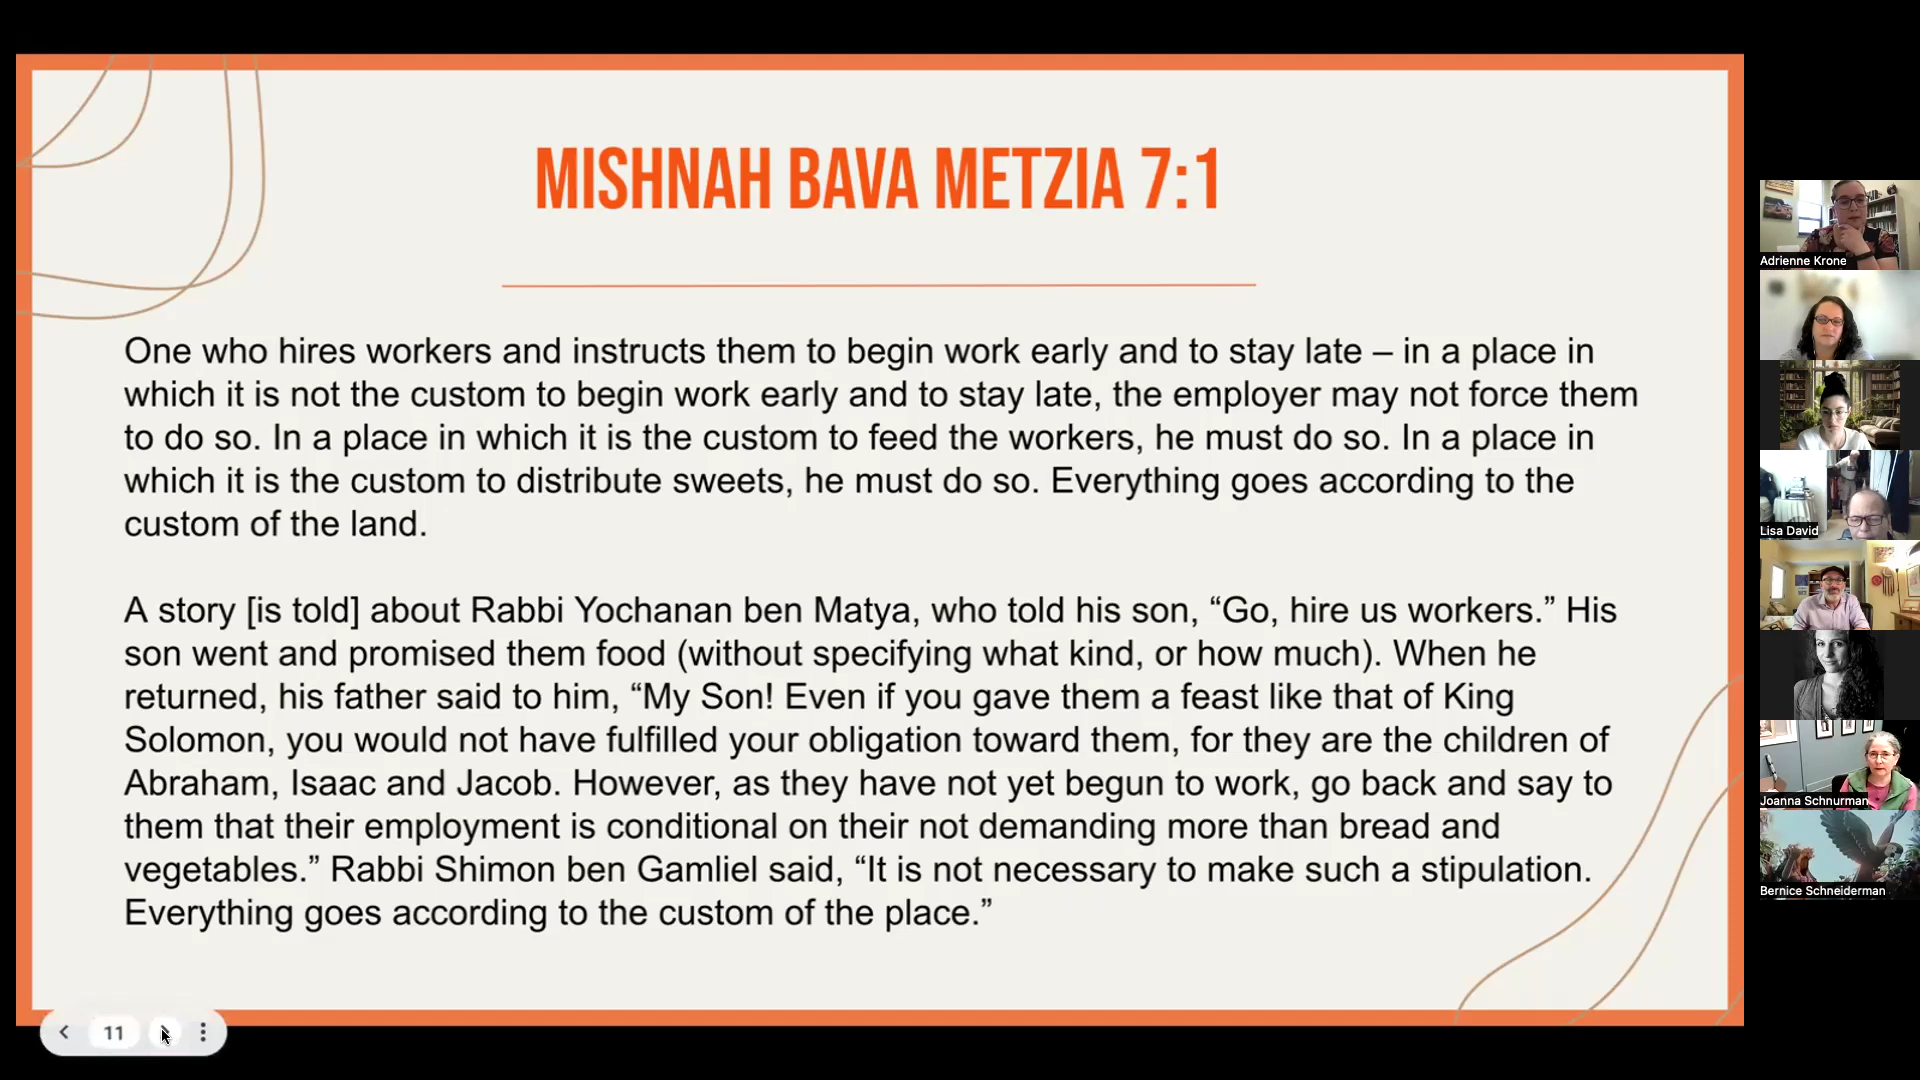 MISHNAH BAVA METZIA 7:1
One who hires workers and instructs them to begin work early and to stay late – in a place in
which it is not the custom to begin work early and to stay late, the employer may not force them
to do so. In a place in which it is the custom to feed the workers, he must do so. In a place in
which it is the custom to distribute sweets, he must do so. Everything goes according to the
custom of the land.
A story [is told] about Rabbi Yochanan ben Matya, who told his son, “Go, hire us workers.” His
son went and promised them food (without specifying what kind, or how much). When he
returned, his father said to him, “My Son! Even if you gave them a feast like that of King
Solomon, you would not have fulfilled your obligation toward them, for they are the children of
Abraham, Isaac and Jacob. However, as they have not yet begun to work, go back and say to
them that their employment is conditional on their not demanding more than bread and
vegetables.” Rabbi Shimon ben Gamliel said, “It is not necessary to make such a stipulation.
Everything goes according to the custom of the place.”
11
Adrienne Krone
Lisa David
Joanna Schnurman
Bernice Schneiderman